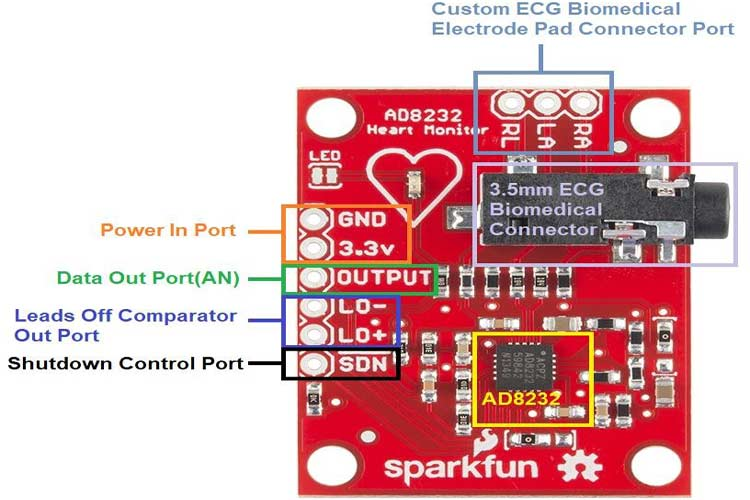 Custom ECG Biomedical
Electrode Pad Connector Port
AD8232
Heart Monitor
RL LA RA
LED
3.5mm ECG
Biomedical
Connector
Power In Port
GND
3.3v
Data Out Port(AN)
OUTPUT
Leads Off Comparator
Out Port
LO-
LO+
Shutdown Control Port
SDN
AD8232
sparkfun